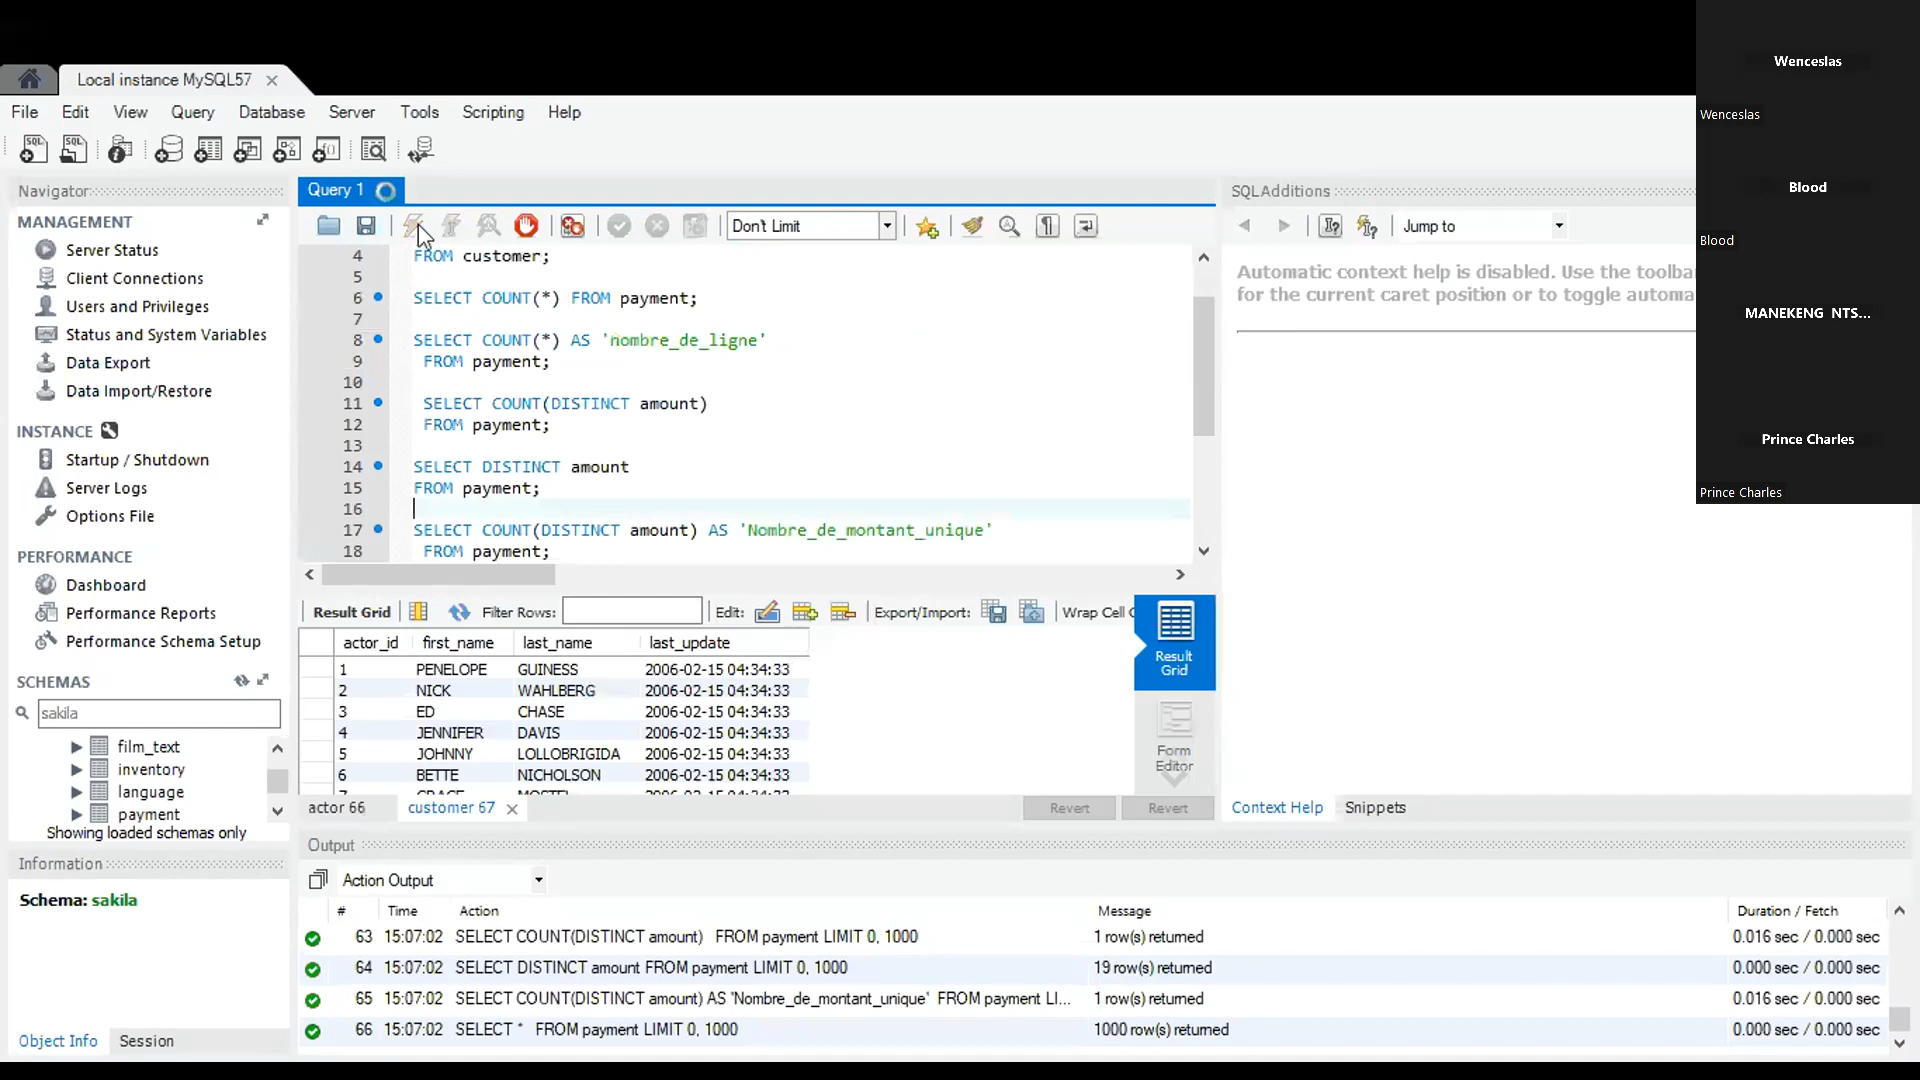 Local instance MySQL57
File Edit View Query Database Server Tools Scripting Help
Navigator
MANAGEMENT
Server Status
Client Connections
Users and Privileges
Status and System Variables
Data Export
Data Import/Restore
INSTANCE
Startup / Shutdown
Server Logs
Options File
PERFORMANCE
Dashboard
Performance Reports
Performance Schema Setup
SCHEMAS
sakila
film_text
inventory
language
payment
Showing loaded schemas only
Information
Schema: sakila
Object Info Session
Query 1
Don't Limit
4 FROM customer;
5
6 SELECT COUNT(*) FROM payment;
7
8 SELECT COUNT(*) AS 'nombre_de_ligne'
9 FROM payment;
10
11 SELECT COUNT(DISTINCT amount)
12 FROM payment;
13
14 SELECT DISTINCT amount
15 FROM payment;
16
17 SELECT COUNT(DISTINCT amount) AS 'Nombre_de_montant_unique'
18 FROM payment;
Result Grid Filter Rows: Edit: Export/Import: Wrap Cell C
actor_id first_name last_name last_update
1 PENELOPE GUINESS 2006-02-15 04:34:33
2 NICK WAHLBERG 2006-02-15 04:34:33
3 ED CHASE 2006-02-15 04:34:33
4 JENNIFER DAVIS 2006-02-15 04:34:33
5 JOHNNY LOLLOBRIGIDA 2006-02-15 04:34:33
6 BETTE NICHOLSON 2006-02-15 04:34:33
Result
Grid
Form
Editor
actor 66 customer 67 Revert Revert
SQLAdditions
Jump to
Automatic context help is disabled. Use the toolba
for the current caret position or to toggle automa
Context Help Snippets
Output
Action Output
# Time Action Message Duration / Fetch
63 15:07:02 SELECT COUNT(DISTINCT amount) FROM payment LIMIT 0, 1000 1 row(s) returned 0.016 sec / 0.000 sec
64 15:07:02 SELECT DISTINCT amount FROM payment LIMIT 0, 1000 19 row(s) returned 0.000 sec / 0.000 sec
65 15:07:02 SELECT COUNT(DISTINCT amount) AS 'Nombre_de_montant_unique' FROM payment LI... 1 row(s) returned 0.016 sec / 0.000 sec
66 15:07:02 SELECT * FROM payment LIMIT 0, 1000 1000 row(s) returned 0.000 sec / 0.000 sec
Wenceslas
Wenceslas
Blood
Blood
MANEKENG NTS...
Prince Charles
Prince Charles